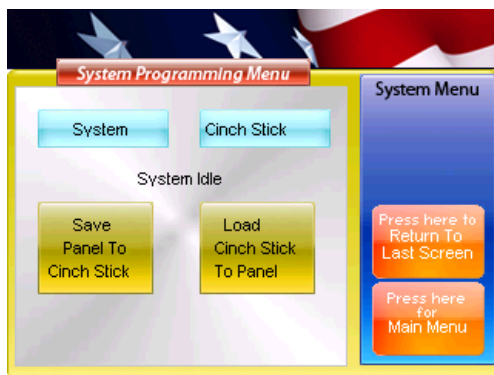 System Programming Menu
System Menu
System
Cinch Stick
System Idle
Save
Panel To
Cinch Stick
Load
Cinch Stick
To Panel
Press here to
Return To
Last Screen
Press here
for
Main Menu